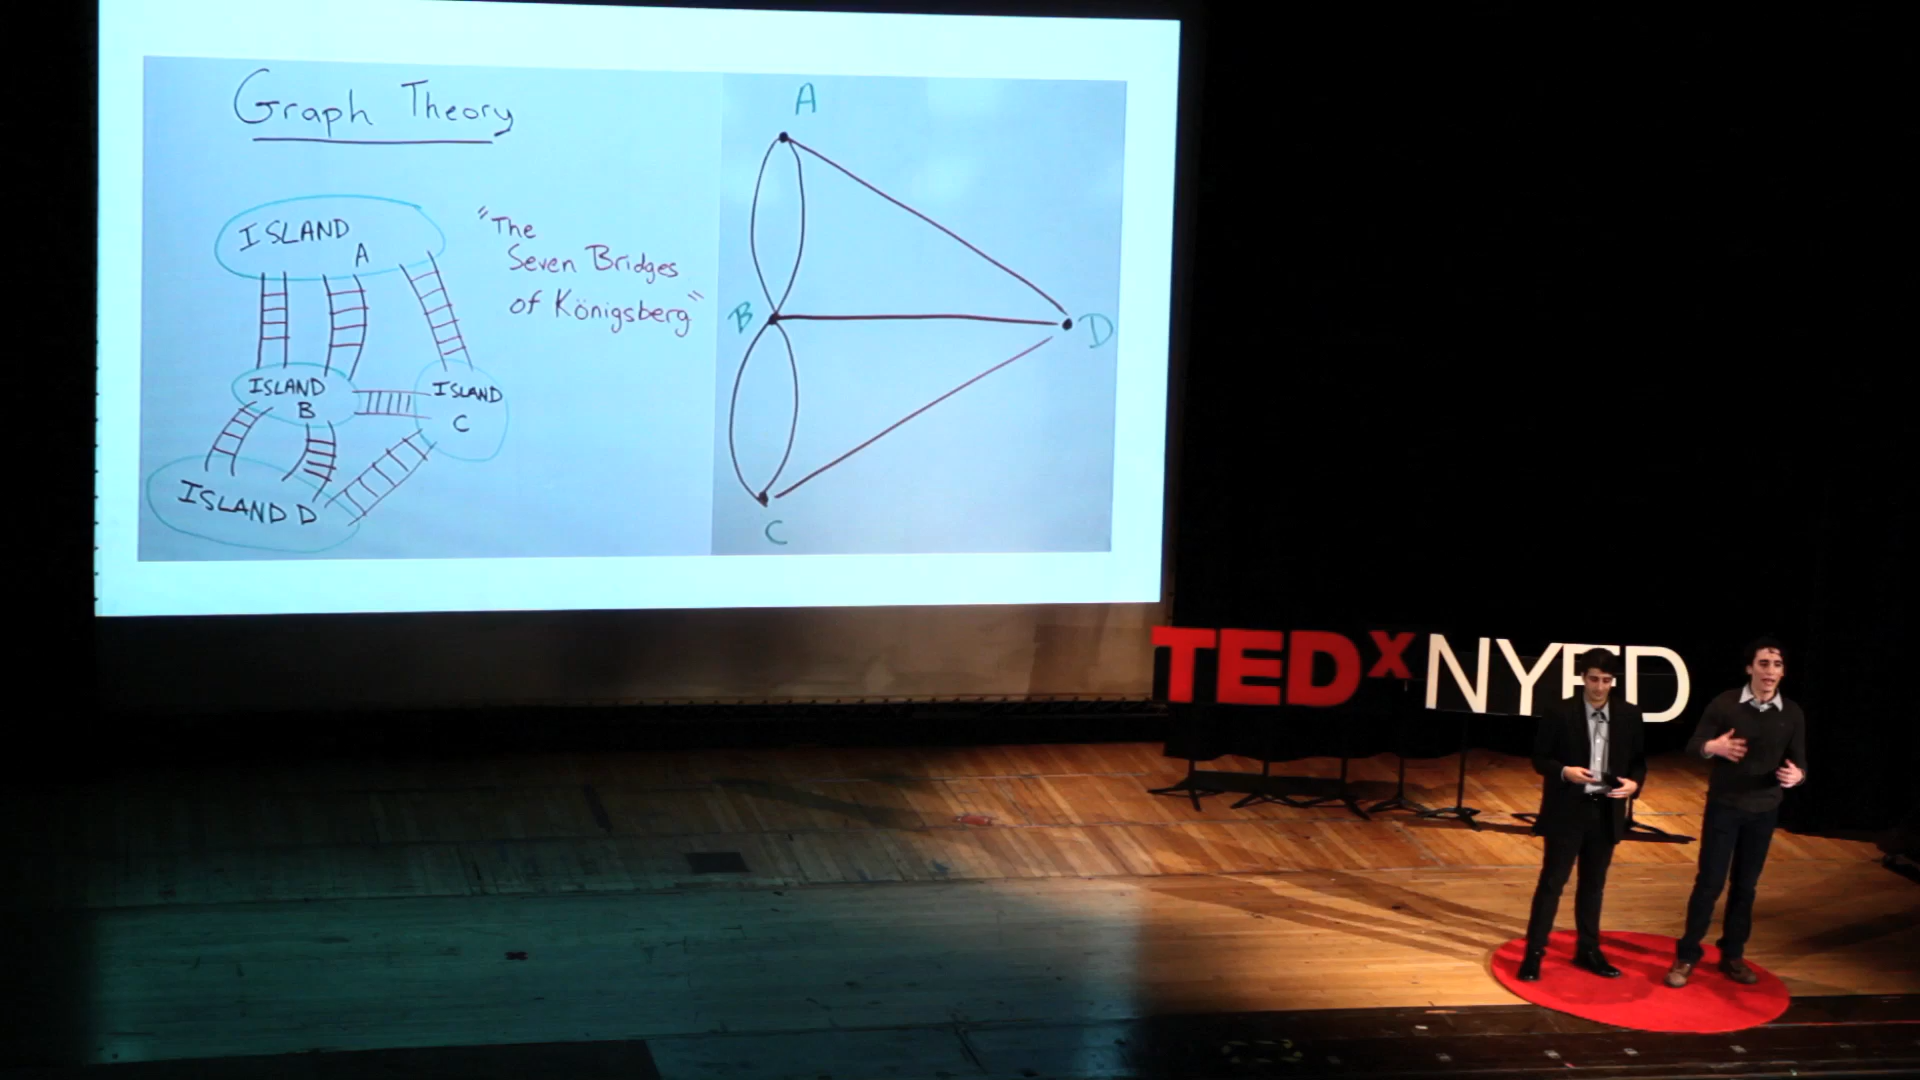 Graph Theory
ISLAND
A
"The
Seven Bridges
of Königsberg"
ISLAND
B
ISLAND
C
ISLAND D
A
B
D
C
TEDx NYED